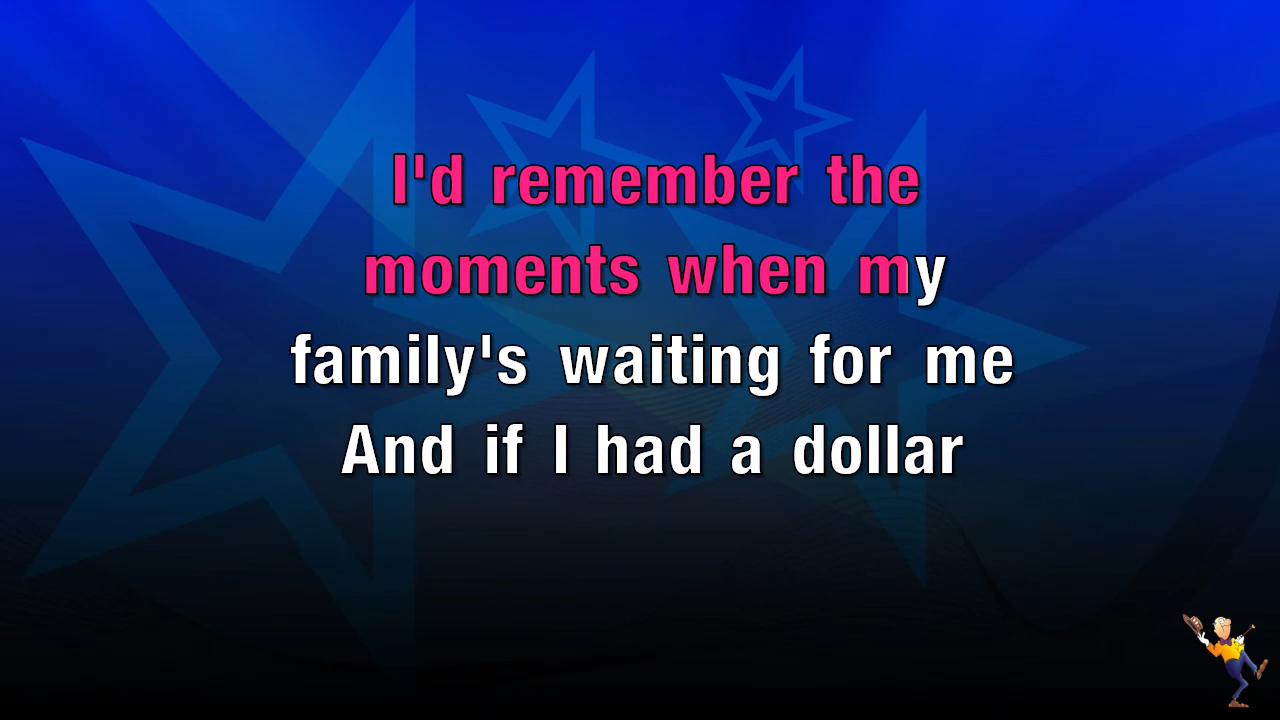 I'd remember the
moments when my
family's waiting for me
And if I had a dollar